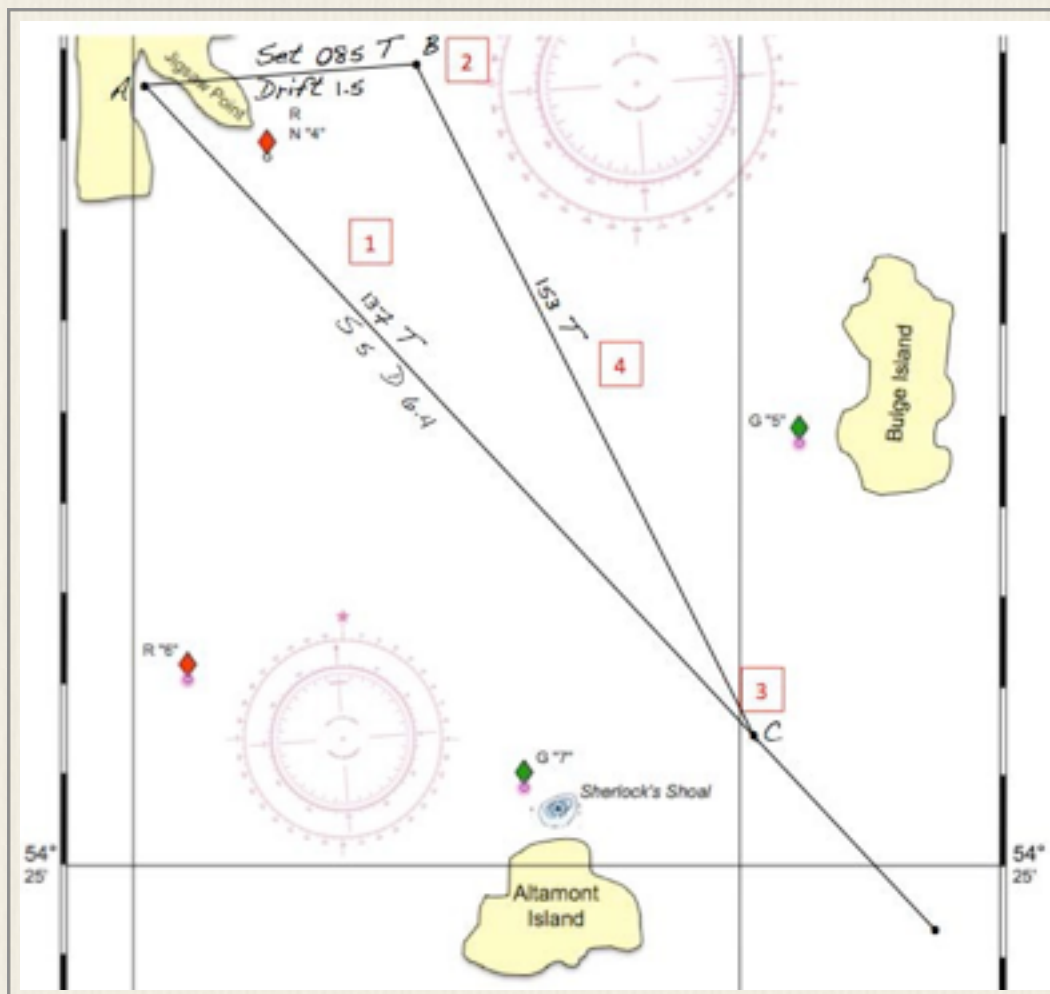 Set 085 T
B
2
Jigsaw Point
A
Drift 1.5
R
N "4"
1
137 T
S 5 D 6.4
153 T
4
Bulge Island
G "5"
R "6"
3
C
G "7"
Sherlock's Shoal
54°
25'
54°
25'
Altamont
Island